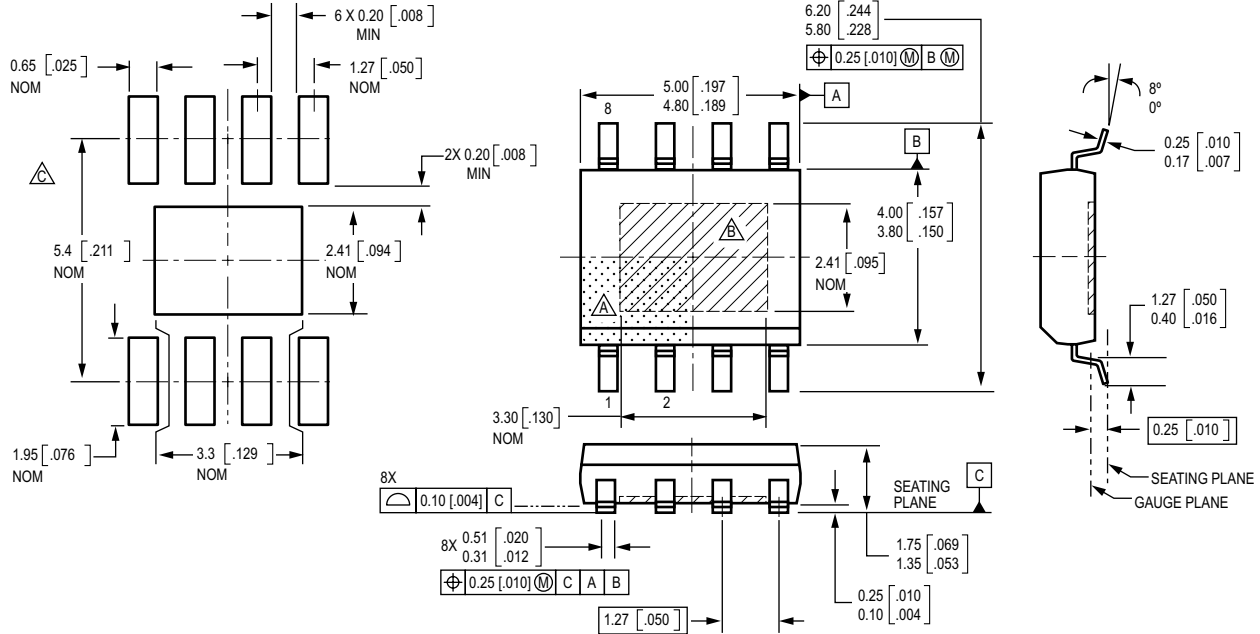 6 X 0.20 [.008]
MIN
0.65 [.025]
NOM
1.27 [.050]
NOM
C
2X 0.20 [.008]
MIN
5.4 [.211]
NOM
2.41 [.094]
NOM
1.95 [.076]
NOM
3.3 [.129]
NOM
6.20 [.244]
5.80 [.228]
⌖ 0.25 [.010] Ⓜ B Ⓜ
5.00 [.197]
4.80 [.189]
A
8
B
4.00 [.157]
3.80 [.150]
B
2.41 [.095]
NOM
A
1
2
3.30 [.130]
NOM
8º
0º
0.25 [.010]
0.17 [.007]
1.27 [.050]
0.40 [.016]
0.25 [.010]
SEATING PLANE
GAUGE PLANE
8X
⌓ 0.10 [.004] C
SEATING
PLANE
C
8X 0.51 [.020]
0.31 [.012]
⌖ 0.25 [.010] Ⓜ C A B
1.75 [.069]
1.35 [.053]
0.25 [.010]
0.10 [.004]
1.27 [.050]